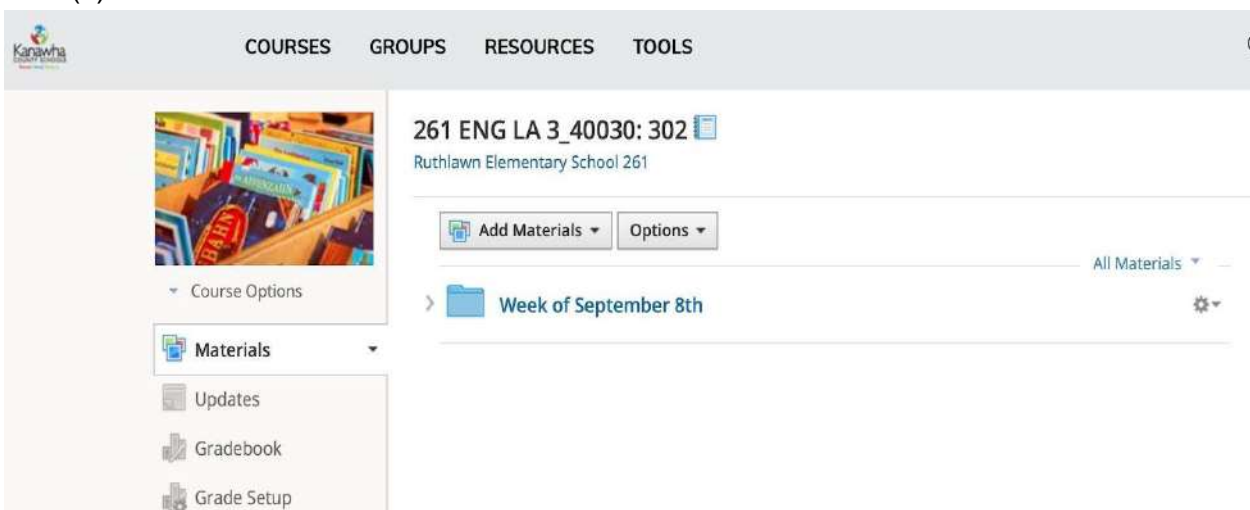 Kanawha
COURSES GROUPS RESOURCES TOOLS
261 ENG LA 3_40030: 302
Ruthlawn Elementary School 261
Add Materials Options
All Materials
Week of September 8th
Course Options
Materials
Updates
Gradebook
Grade Setup